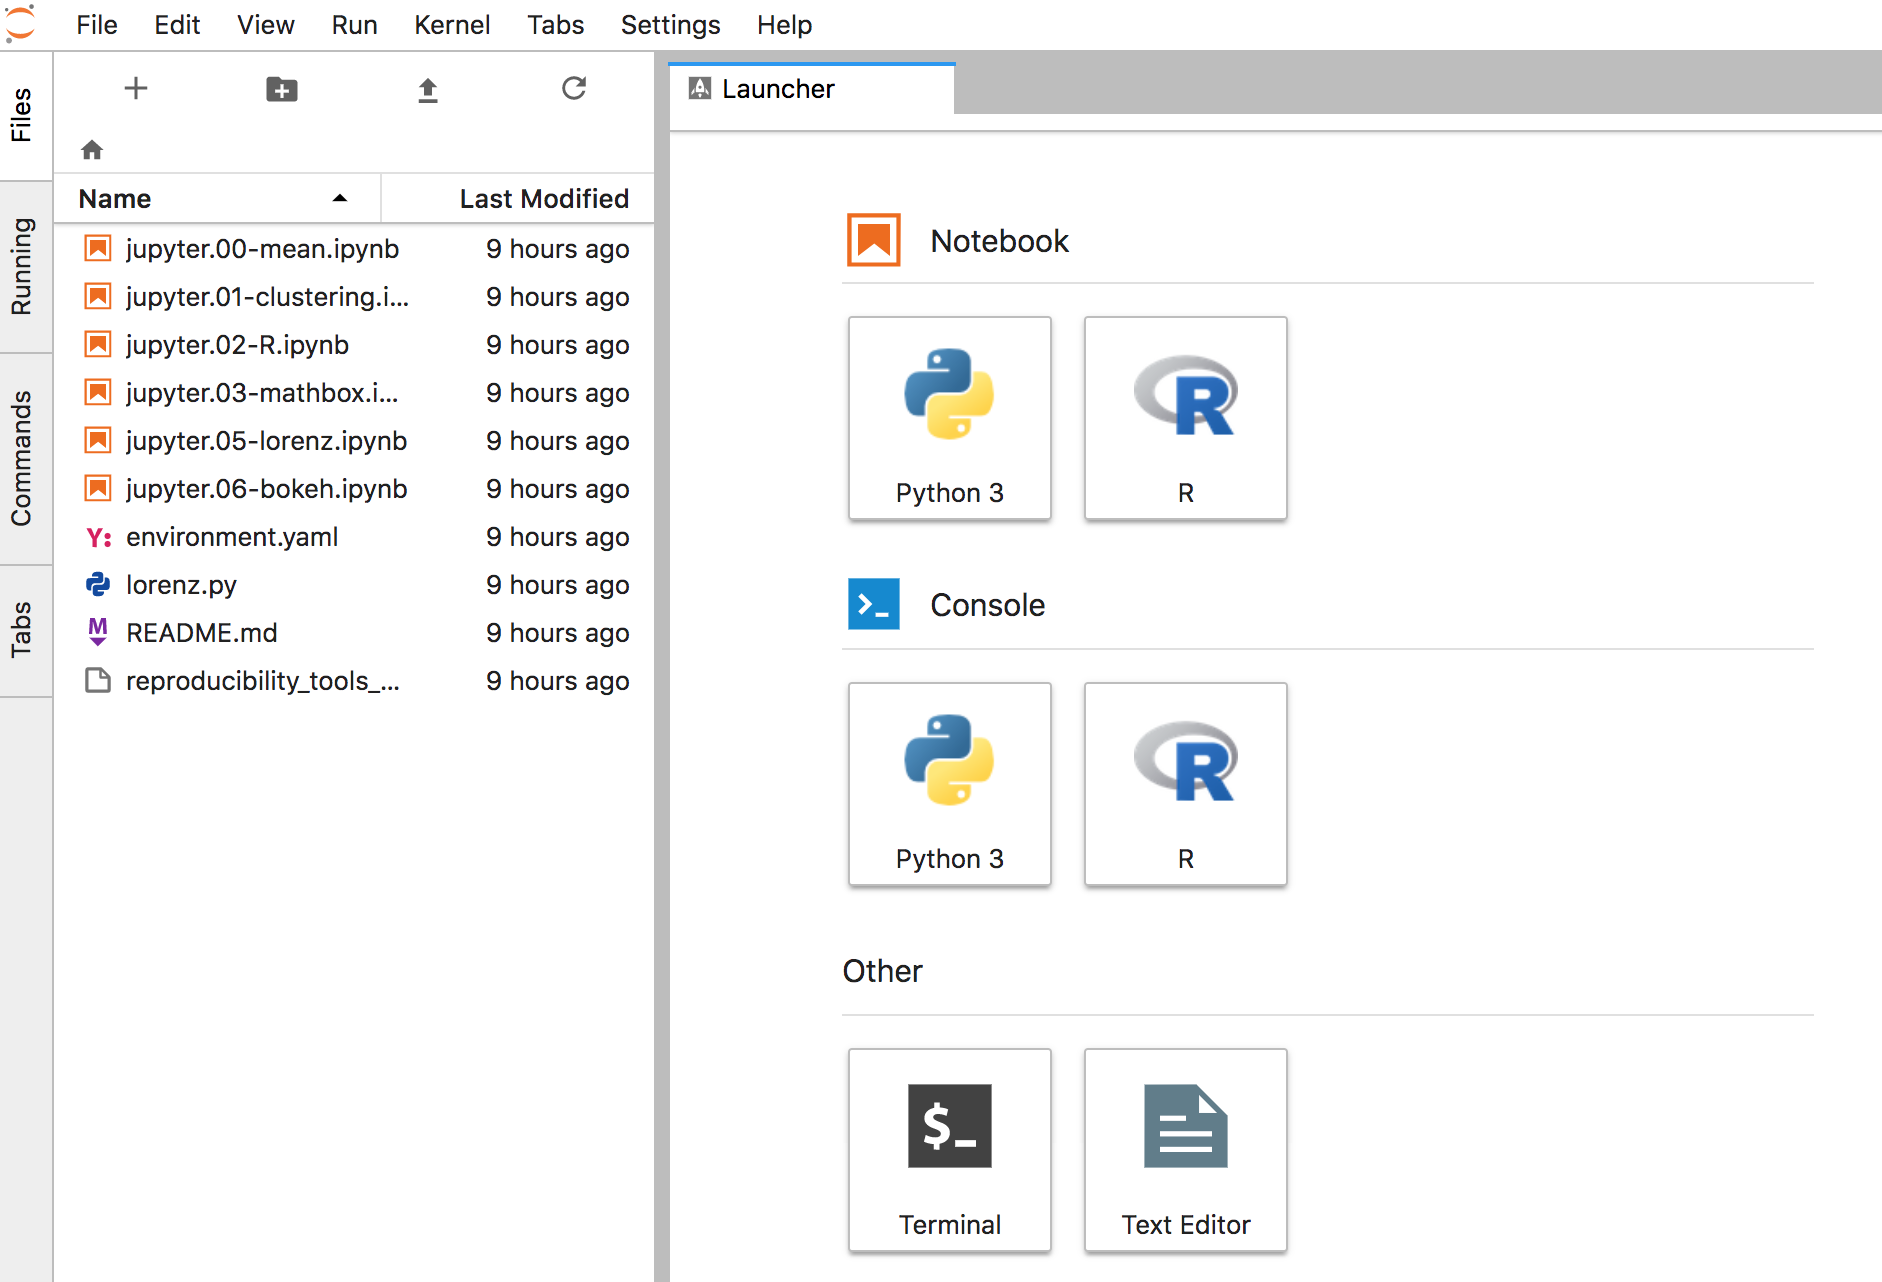 File Edit View Run Kernel Tabs Settings Help
Files
Running
Commands
Tabs
Name Last Modified
jupyter.00-mean.ipynb 9 hours ago
jupyter.01-clustering.i... 9 hours ago
jupyter.02-R.ipynb 9 hours ago
jupyter.03-mathbox.i... 9 hours ago
jupyter.05-lorenz.ipynb 9 hours ago
jupyter.06-bokeh.ipynb 9 hours ago
Y: environment.yaml 9 hours ago
lorenz.py 9 hours ago
M README.md 9 hours ago
reproducibility_tools_... 9 hours ago
Launcher
Notebook
Python 3 R
>_ Console
Python 3 R
Other
$_
Terminal Text Editor